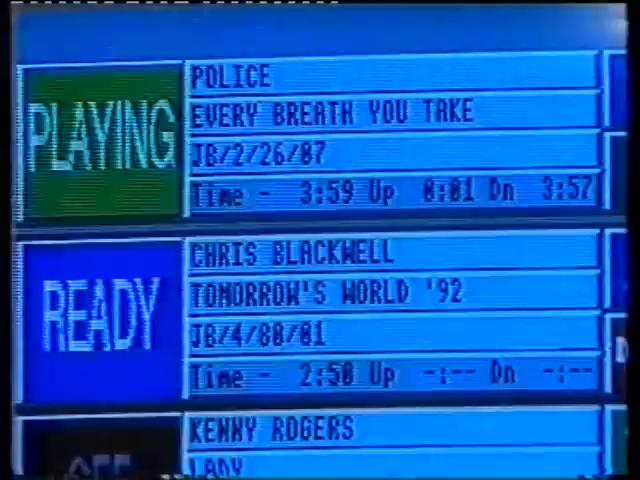 PLAYING
POLICE
EVERY BREATH YOU TAKE
JB/2/26/07
Time - 3:59 Up 0:01 Dn 3:57
READY
CHRIS BLACKWELL
TOMORROW'S WORLD '92
JB/4/80/01
Time - 2:50 Up -:-- Dn -:--
KENNY ROGERS
LADY